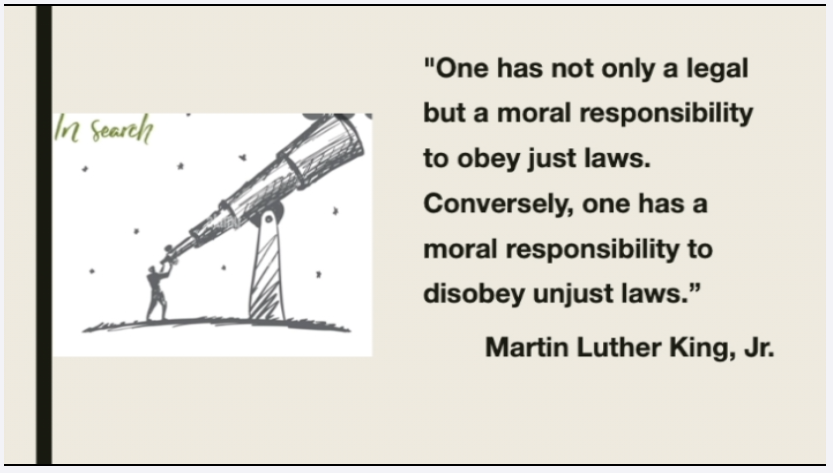 In search
"One has not only a legal
but a moral responsibility
to obey just laws.
Conversely, one has a
moral responsibility to
disobey unjust laws.”
Martin Luther King, Jr.